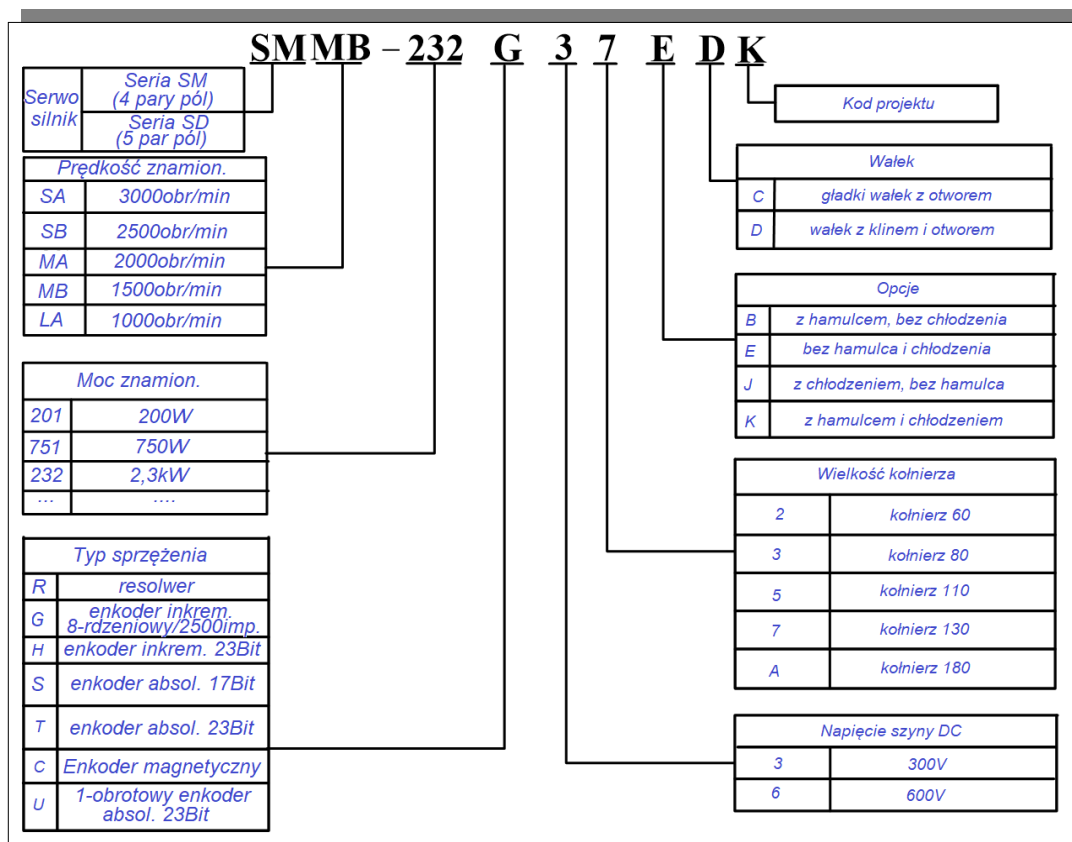 SMMB-232 G 3 7 E D K
Serwo silnik
Seria SM
(4 pary pól)
Seria SD
(5 par pól)
Prędkość znamion.
SA 3000obr/min
SB 2500obr/min
MA 2000obr/min
MB 1500obr/min
LA 1000obr/min
Moc znamion.
201 200W
751 750W
232 2,3kW
... ....
Typ sprzężenia
R resolwer
G enkoder inkrem.
8-rdzeniowy/2500imp.
H enkoder inkrem. 23Bit
S enkoder absol. 17Bit
T enkoder absol. 23Bit
C Enkoder magnetyczny
U 1-obrotowy enkoder
absol. 23Bit
Kod projektu
Wałek
C gładki wałek z otworem
D wałek z klinem i otworem
Opcje
B z hamulcem, bez chłodzenia
E bez hamulca i chłodzenia
J z chłodzeniem, bez hamulca
K z hamulcem i chłodzeniem
Wielkość kołnierza
2 kołnierz 60
3 kołnierz 80
5 kołnierz 110
7 kołnierz 130
A kołnierz 180
Napięcie szyny DC
3 300V
6 600V